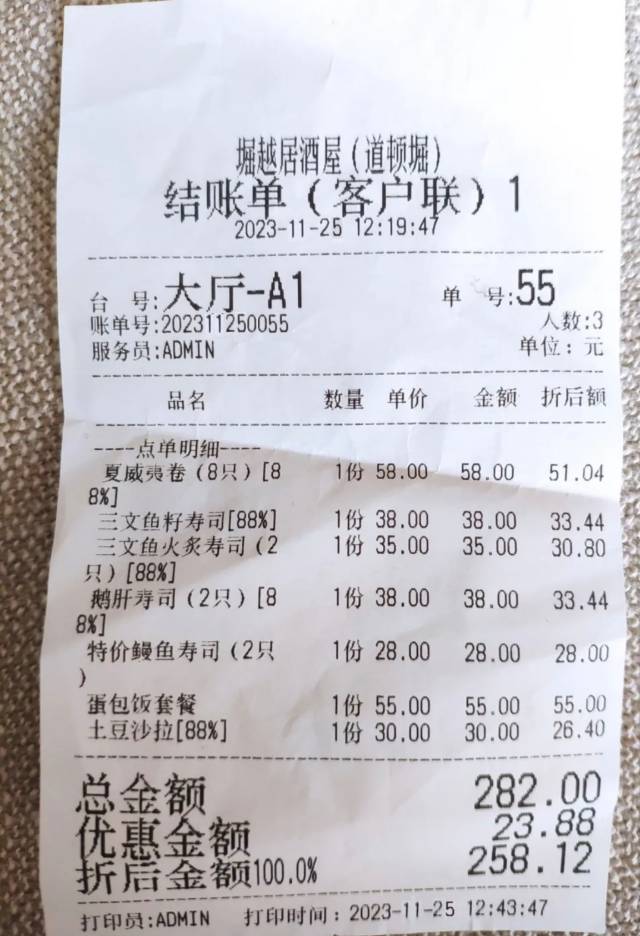 堀越居酒屋(道顿堀)
结账单(客户联)1
2023-11-25 12:19:47
台 号:大厅-A1 单 号:55
账单号:202311250055 人数:3
服务员:ADMIN 单位:元
品名 数量 单价 金额 折后额
----点单明细----
夏威夷卷(8只)[8 1份 58.00 58.00 51.04
8%]
三文鱼籽寿司[88%] 1份 38.00 38.00 33.44
三文鱼火炙寿司(2 1份 35.00 35.00 30.80
只)[88%]
鹅肝寿司(2只)[8 1份 38.00 38.00 33.44
8%]
特价鳗鱼寿司(2只 1份 28.00 28.00 28.00
)
蛋包饭套餐 1份 55.00 55.00 55.00
土豆沙拉[88%] 1份 30.00 30.00 26.40
总金额 282.00
优惠金额 23.88
折后金额100.0% 258.12
打印员:ADMIN 打印时间:2023-11-25 12:43:47